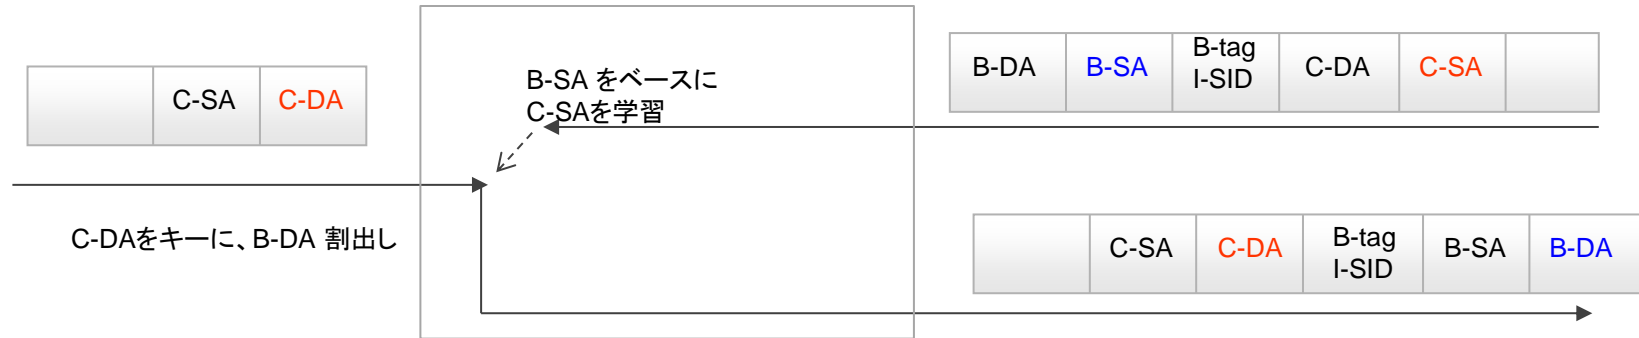 C-SA C-DA
B-SA をベースに
C-SAを学習
B-DA B-SA B-tag C-DA C-SA
I-SID
C-DAをキーに、B-DA 割出し
C-SA C-DA B-tag B-SA B-DA
I-SID